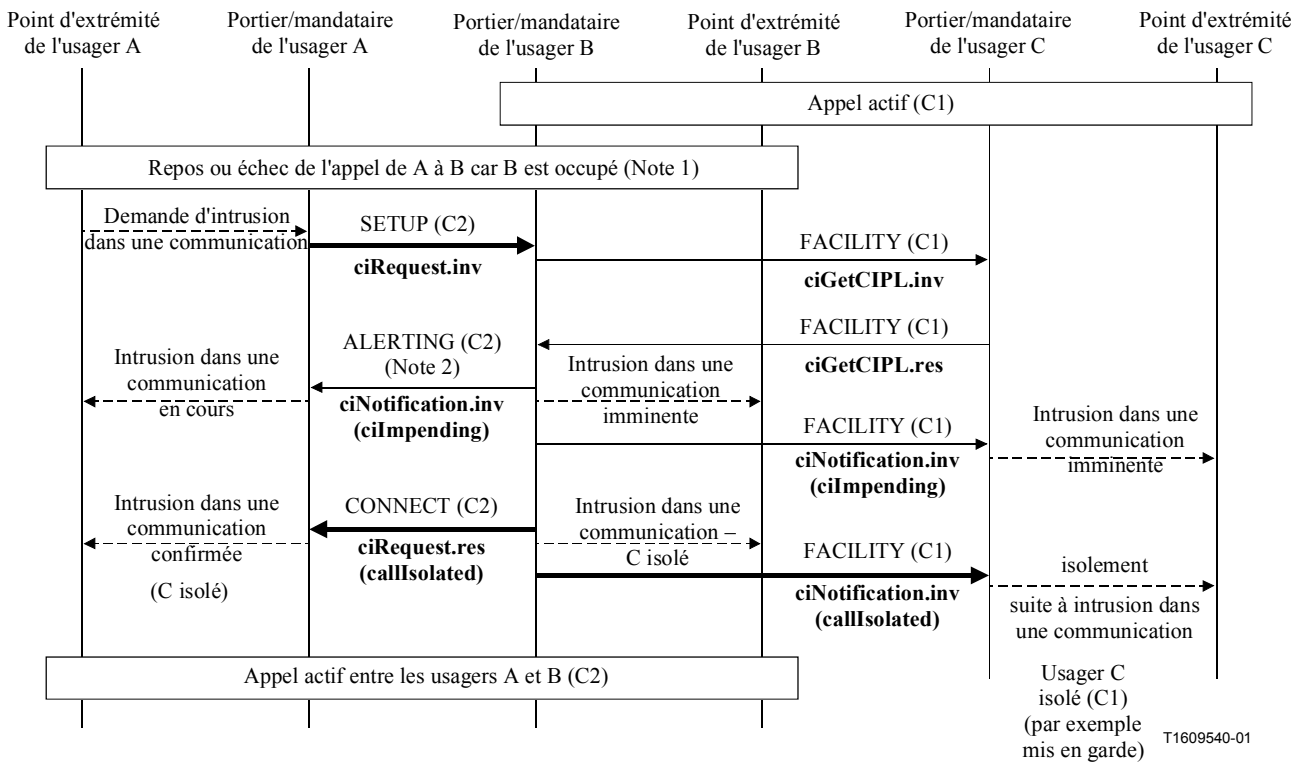 Point d'extrémité
de l'usager A
Portier/mandataire
de l'usager A
Portier/mandataire
de l'usager B
Point d'extrémité
de l'usager B
Portier/mandataire
de l'usager C
Point d'extrémité
de l'usager C
Appel actif (C1)
Repos ou échec de l'appel de A à B car B est occupé (Note 1)
Demande d'intrusion
dans une communication
SETUP (C2)
ciRequest.inv
FACILITY (C1)
ciGetCIPL.inv
FACILITY (C1)
ciGetCIPL.res
ALERTING (C2)
(Note 2)
ciNotification.inv
(ciImpending)
Intrusion dans une
communication
en cours
Intrusion dans une
communication
imminente
FACILITY (C1)
ciNotification.inv
(ciImpending)
Intrusion dans une
communication
imminente
Intrusion dans une
communication
confirmée
(C isolé)
CONNECT (C2)
ciRequest.res
(callIsolated)
Intrusion dans une
communication –
C isolé
FACILITY (C1)
ciNotification.inv
(callIsolated)
isolement
suite à intrusion dans
une communication
Appel actif entre les usagers A et B (C2)
Usager C
isolé (C1)
(par exemple
mis en garde)
T1609540-01